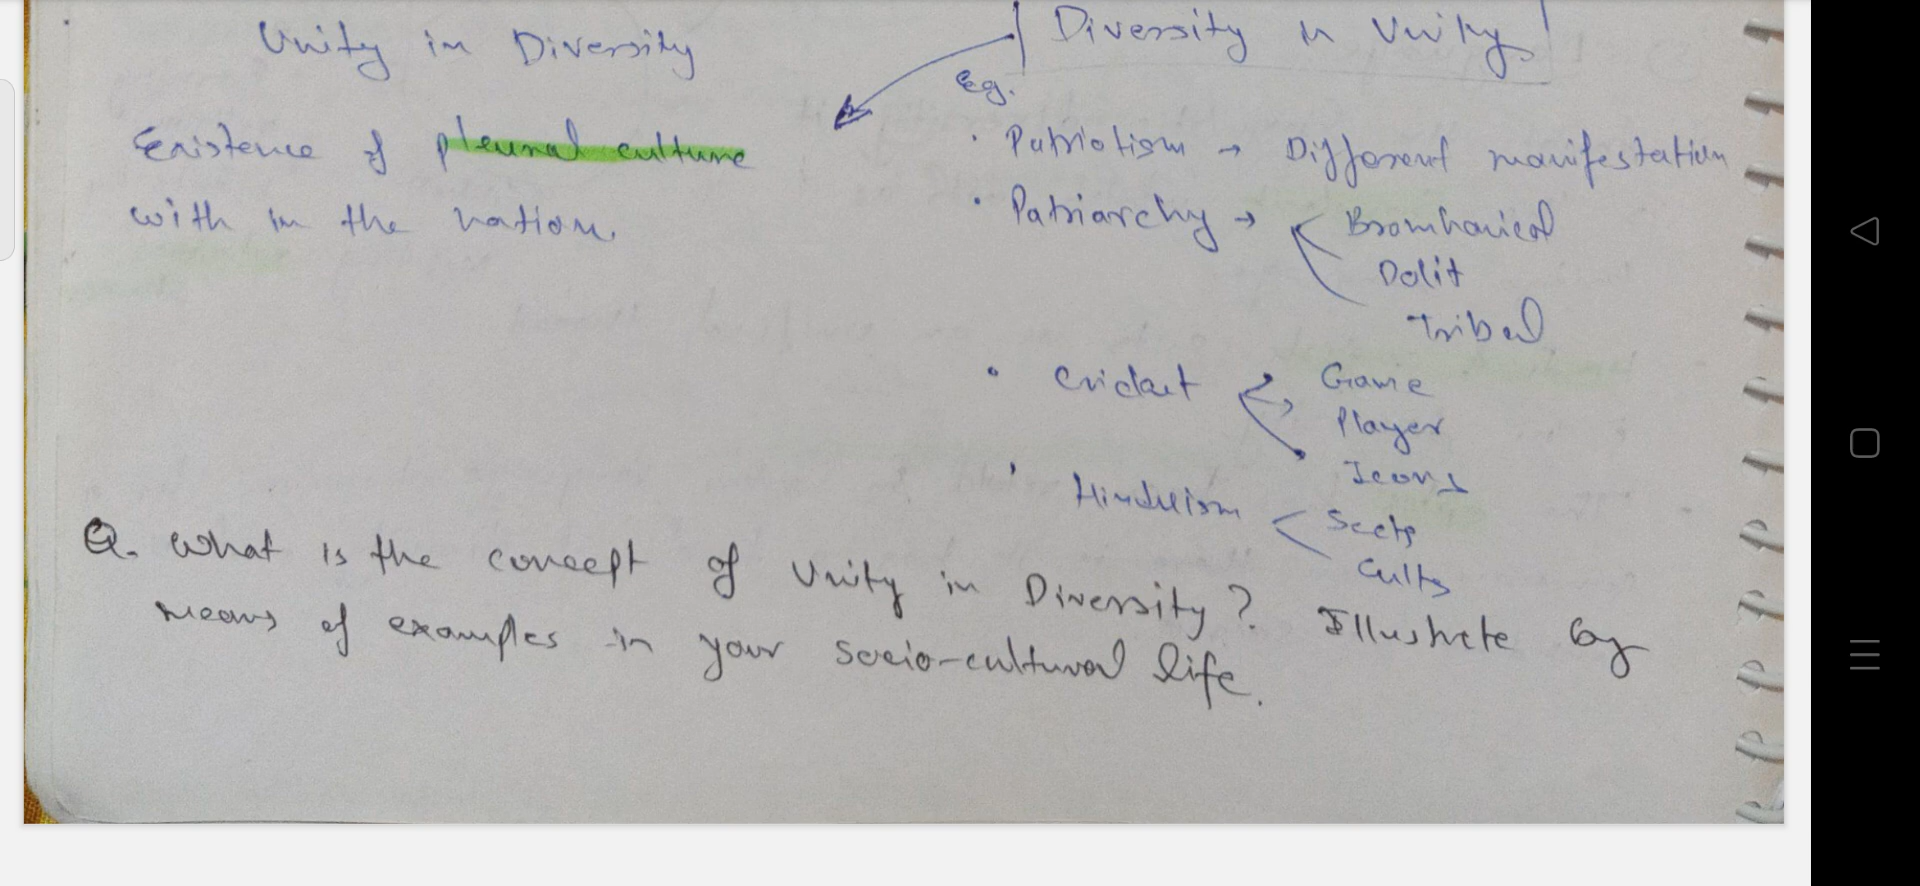 Unity in Diversity
Diversity in Unity
Eg.
Existence of pleural culture
with in the nation.
• Patriotism → Different manifestation
• Patriarchy → Bromhanical
Dalit
Tribal
• Cricket Game
Player
Icons
• Hinduism Sects
Cults
Q. What is the concept of Unity in Diversity? Illustrate by
means of examples in your socio-cultural life.